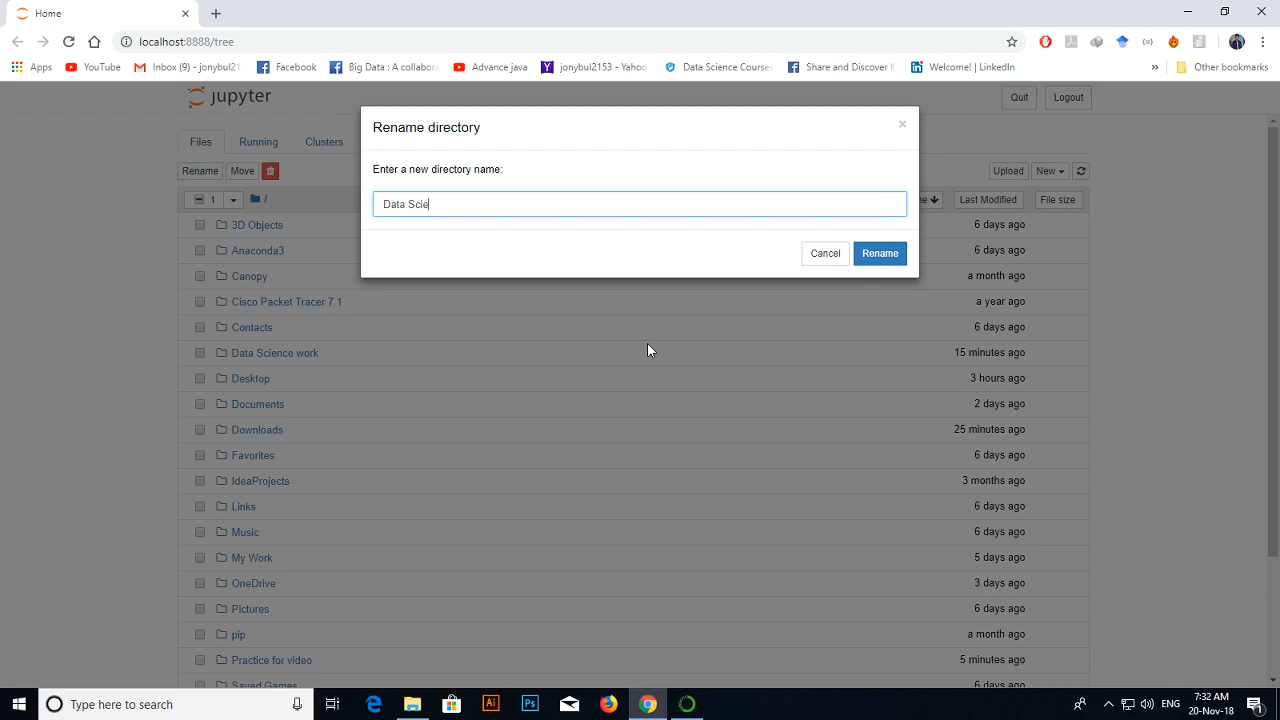 Home
localhost:8888/tree
Apps YouTube Inbox (9) - jonybul21 Facebook Big Data : A collabora Advance java jonybul2153 - Yahoo Data Science Courses Share and Discover K Welcome! | LinkedIn » Other bookmarks
jupyter Quit Logout
Rename directory
Files Running Clusters
Enter a new directory name:
Rename Move Upload New
1 / Last Modified File size
Data Scie
3D Objects 6 days ago
Anaconda3 6 days ago
Cancel Rename
Canopy a month ago
Cisco Packet Tracer 7.1 a year ago
Contacts 6 days ago
Data Science work 15 minutes ago
Desktop 3 hours ago
Documents 2 days ago
Downloads 25 minutes ago
Favorites 6 days ago
IdeaProjects 3 months ago
Links 6 days ago
Music 6 days ago
My Work 5 days ago
OneDrive 3 days ago
Pictures 6 days ago
pip a month ago
Practice for video 5 minutes ago
Saved Games 6 days ago
Type here to search Ai Ps ENG 7:32 AM
20-Nov-18 1